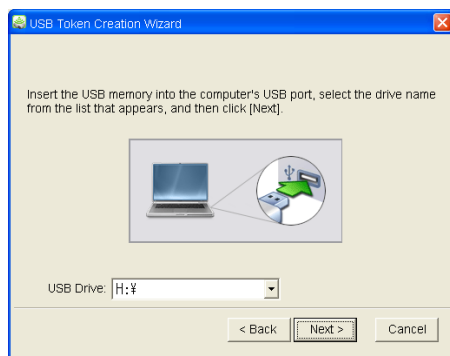 USB Token Creation Wizard
Insert the USB memory into the computer's USB port, select the drive name
from the list that appears, and then click [Next].
USB Drive: H:¥
< Back Next > Cancel